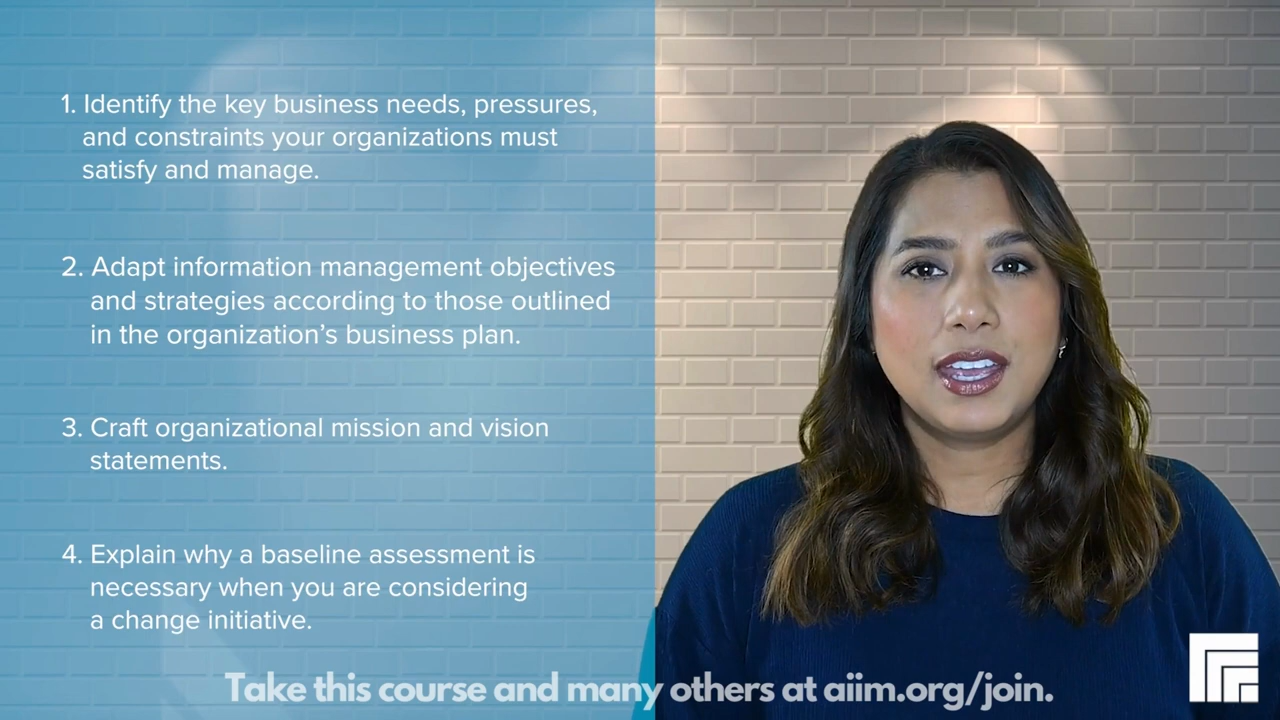 1. Identify the key business needs, pressures,
and constraints your organizations must
satisfy and manage.
2. Adapt information management objectives
and strategies according to those outlined
in the organization’s business plan.
3. Craft organizational mission and vision
statements.
4. Explain why a baseline assessment is
necessary when you are considering
a change initiative.
Take this course and many others at aiim.org/join.